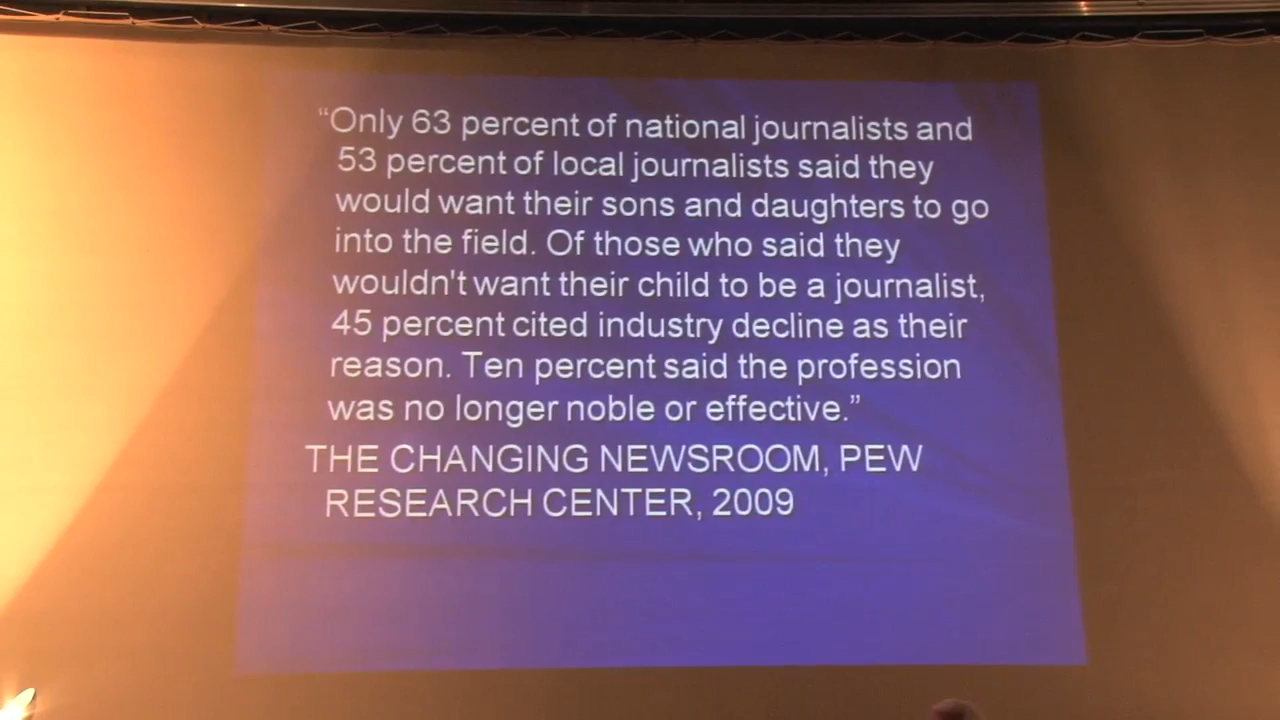 “Only 63 percent of national journalists and
53 percent of local journalists said they
would want their sons and daughters to go
into the field. Of those who said they
wouldn't want their child to be a journalist,
45 percent cited industry decline as their
reason. Ten percent said the profession
was no longer noble or effective.”
THE CHANGING NEWSROOM, PEW
RESEARCH CENTER, 2009